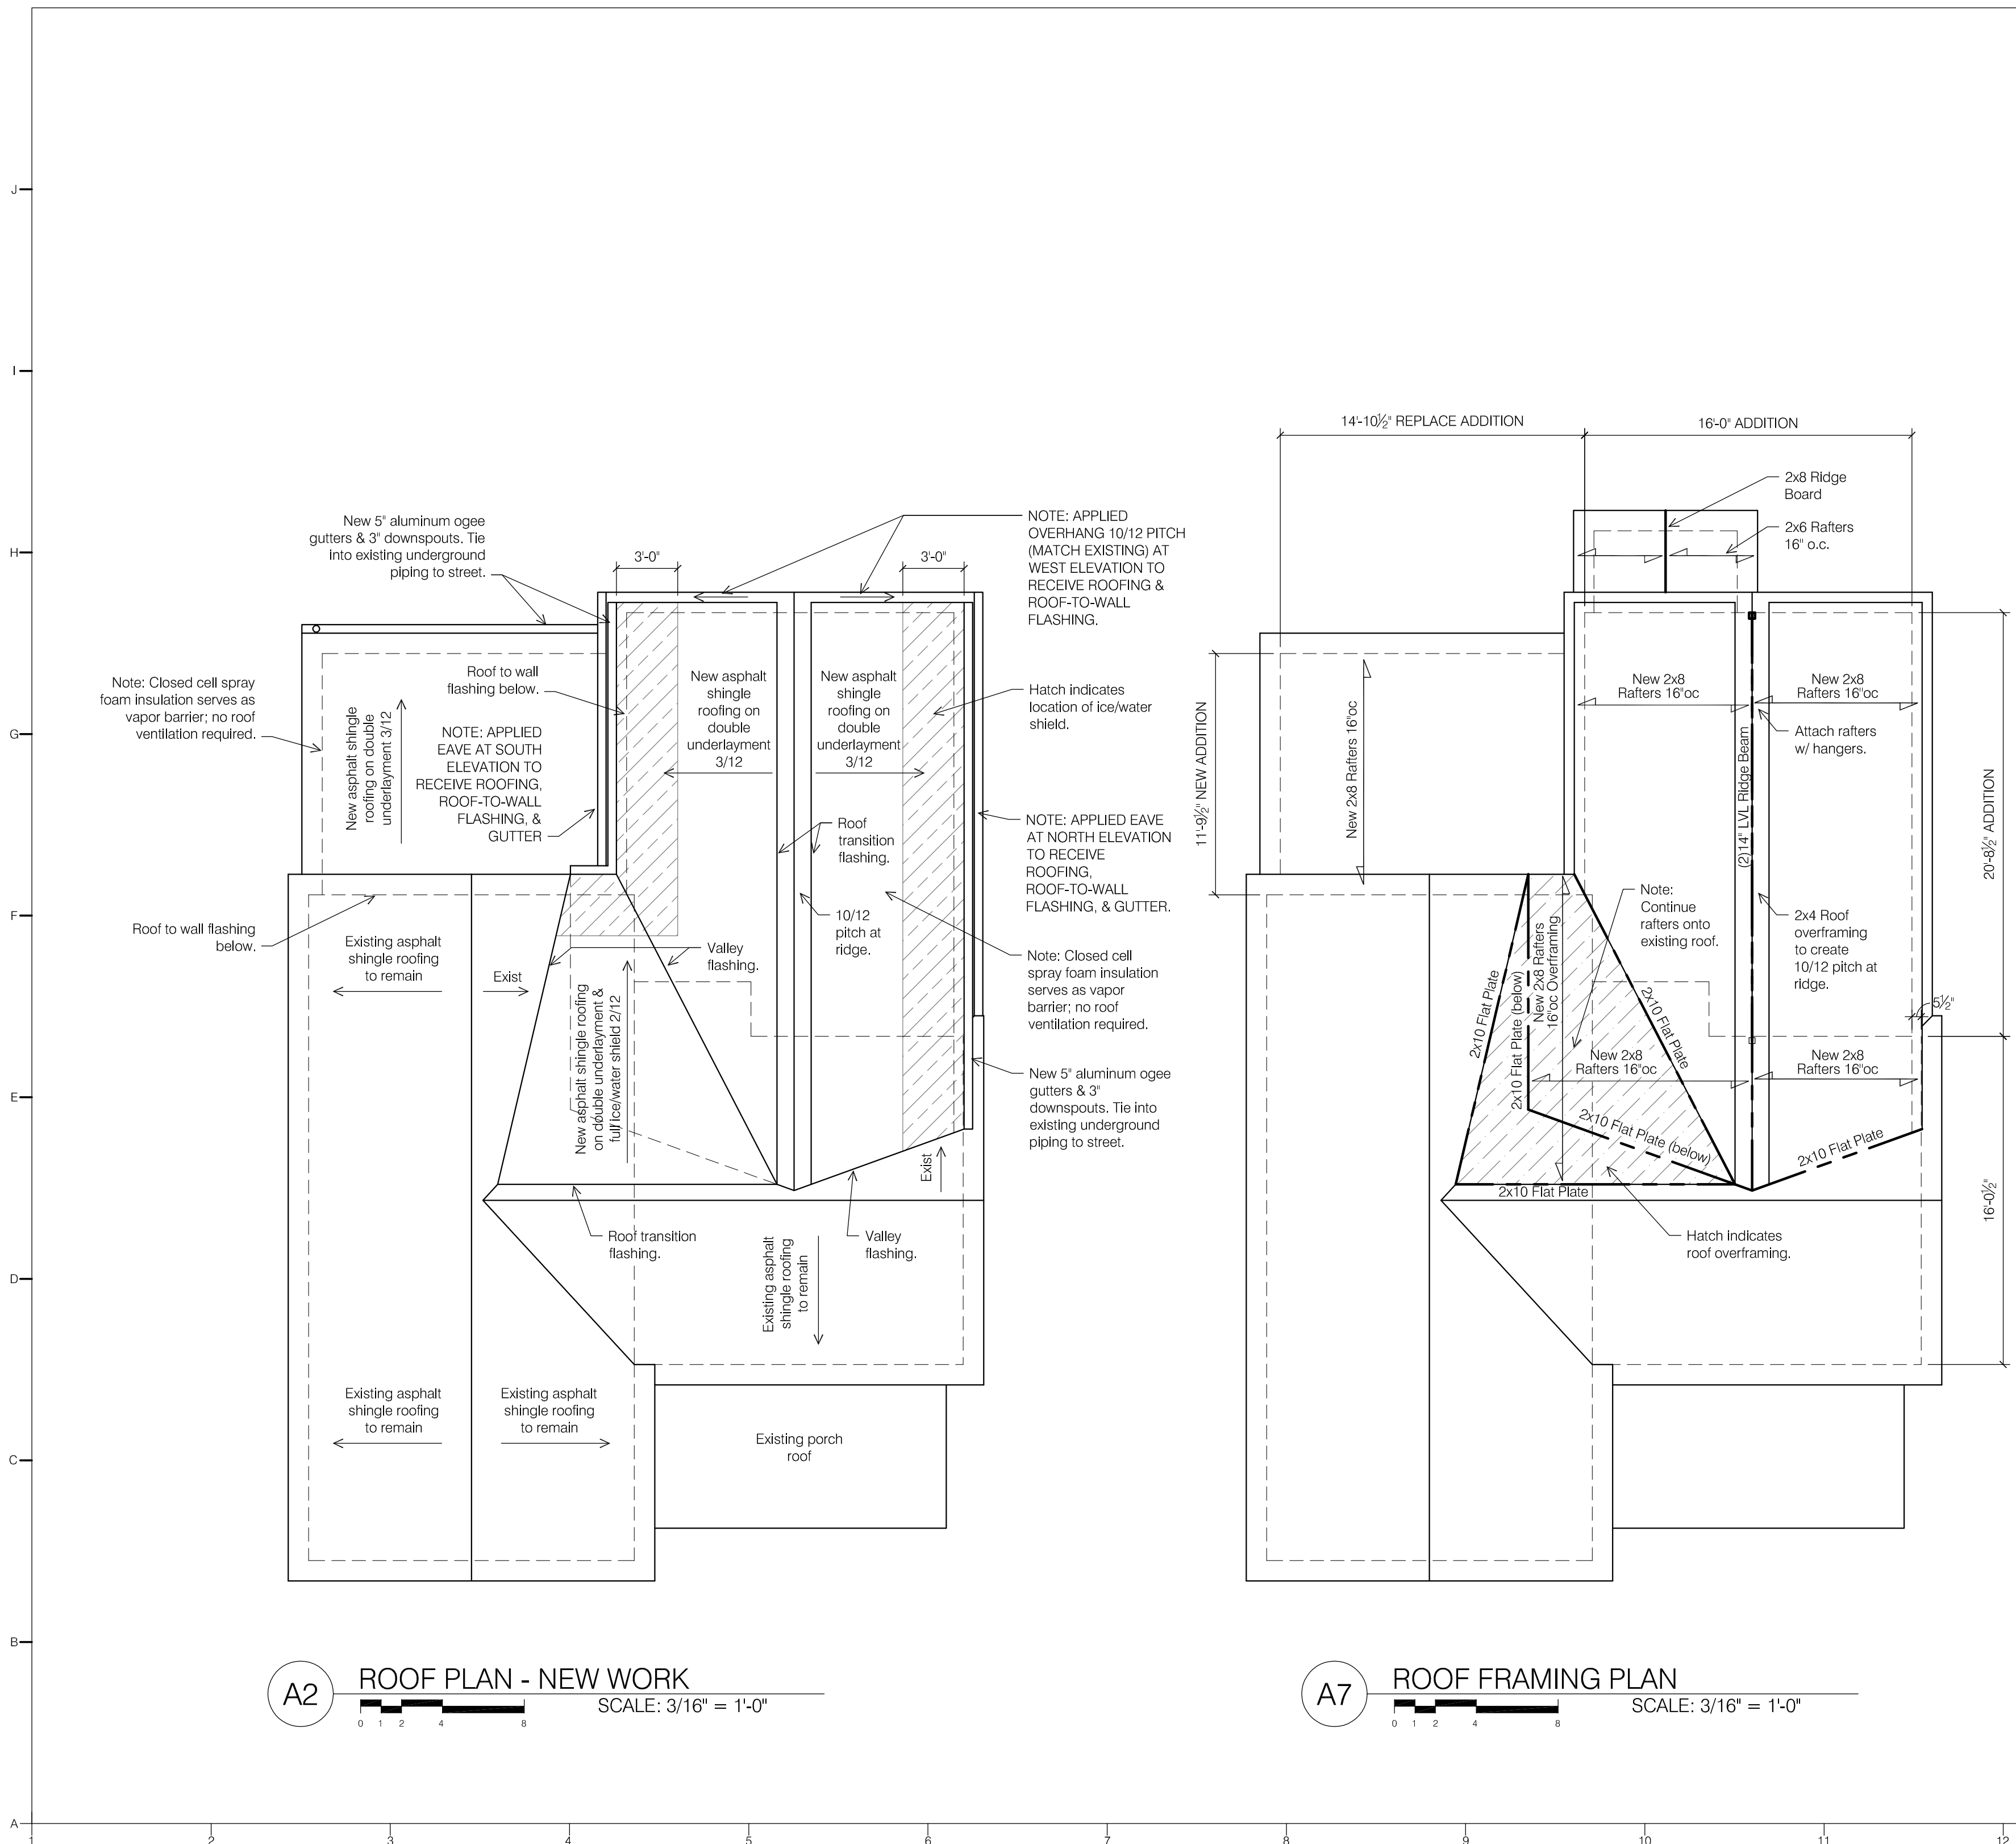 J
I
H
G
F
E
D
C
B
A
1
2
3
4
5
6
7
8
9
10
11
12
New 5" aluminum ogee
gutters & 3" downspouts. Tie
into existing underground
piping to street.
3'-0"
3'-0"
NOTE: APPLIED
OVERHANG 10/12 PITCH
(MATCH EXISTING) AT
WEST ELEVATION TO
RECEIVE ROOFING &
ROOF-TO-WALL
FLASHING.
Note: Closed cell spray
foam insulation serves as
vapor barrier; no roof
ventilation required.
New asphalt shingle
roofing on double
underlayment 3/12
Roof to wall
flashing below.
NOTE: APPLIED
EAVE AT SOUTH
ELEVATION TO
RECEIVE ROOFING,
ROOF-TO-WALL
FLASHING, &
GUTTER
New asphalt
shingle
roofing on
double
underlayment
3/12
New asphalt
shingle
roofing on
double
underlayment
3/12
Hatch indicates
location of ice/water
shield.
Roof
transition
flashing.
NOTE: APPLIED EAVE
AT NORTH ELEVATION
TO RECEIVE
ROOFING,
ROOF-TO-WALL
FLASHING, & GUTTER.
10/12
pitch at
ridge.
Roof to wall flashing
below.
Existing asphalt
shingle roofing
to remain
Exist
Valley
flashing.
Note: Closed cell
spray foam insulation
serves as vapor
barrier; no roof
ventilation required.
New asphalt shingle roofing
on double underlayment &
full ice/water shield 2/12
New 5" aluminum ogee
gutters & 3"
downspouts. Tie into
existing underground
piping to street.
Exist
Roof transition
flashing.
Valley
flashing.
Existing asphalt
shingle roofing
to remain
Existing asphalt
shingle roofing
to remain
Existing asphalt
shingle roofing
to remain
Existing porch
roof
A2
ROOF PLAN - NEW WORK
SCALE: 3/16" = 1'-0"
0 1 2 4 8
14'-10½" REPLACE ADDITION
16'-0" ADDITION
2x8 Ridge
Board
2x6 Rafters
16" o.c.
11'-9½" NEW ADDITION
New 2x8 Rafters 16"oc
New 2x8
Rafters 16"oc
New 2x8
Rafters 16"oc
Attach rafters
w/ hangers.
(2)14" LVL Ridge Beam
20'-8½" ADDITION
Note:
Continue
rafters onto
existing roof.
2x4 Roof
overframing
to create
10/12 pitch at
ridge.
2x10 Flat Plate
2x10 Flat Plate (below)
New 2x8 Rafters
16"oc Overframing
2x10 Flat Plate
5½"
New 2x8
Rafters 16"oc
New 2x8
Rafters 16"oc
2x10 Flat Plate (below)
2x10 Flat Plate
2x10 Flat Plate
16'-0½"
Hatch indicates
roof overframing.
A7
ROOF FRAMING PLAN
SCALE: 3/16" = 1'-0"
0 1 2 4 8